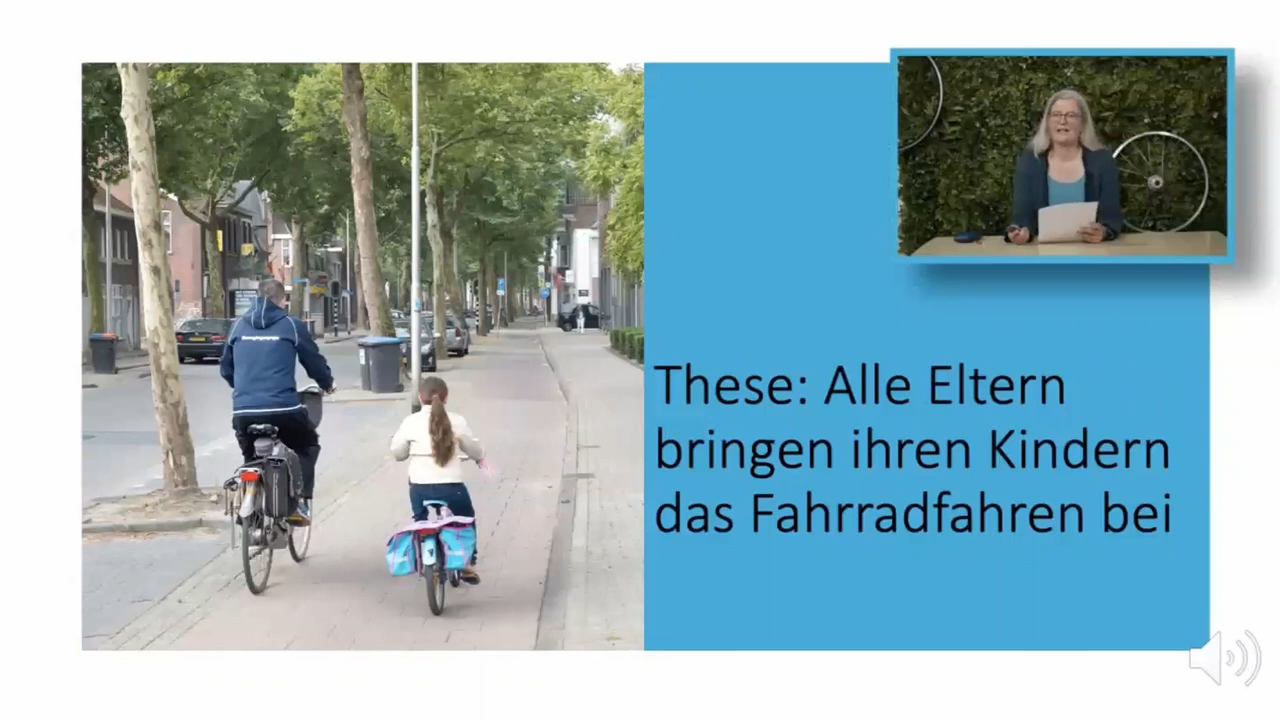 These: Alle Eltern
bringen ihren Kindern
das Fahrradfahren bei